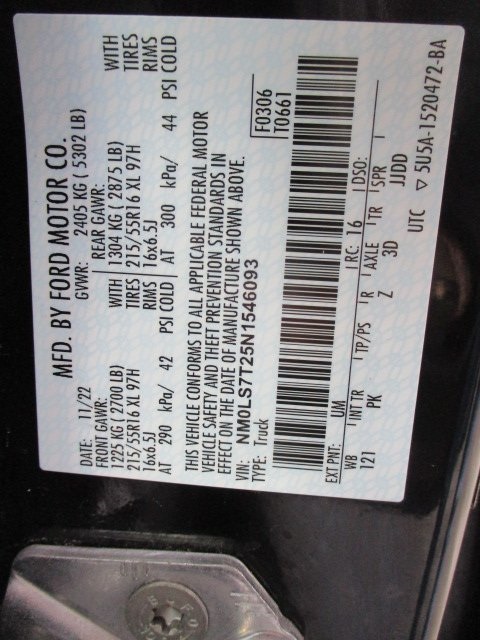 MFD. BY FORD MOTOR CO.
DATE: 11/22 GVWR: 2405 KG ( 5302 LB)
FRONT GAWR: REAR GAWR:
1225 KG ( 2700 LB) WITH 1304 KG ( 2875 LB) WITH
215/55R16 XL 97H TIRES 215/55R16 XL 97H TIRES
16x6.5J RIMS 16x6.5J RIMS
AT 290 kPa/ 42 PSI COLD AT 300 kPa/ 44 PSI COLD
THIS VEHICLE CONFORMS TO ALL APPLICABLE FEDERAL MOTOR
VEHICLE SAFETY AND THEFT PREVENTION STANDARDS IN
EFFECT ON THE DATE OF MANUFACTURE SHOWN ABOVE.
VIN: NM0LS7T25N1546093 F0306
TYPE: Truck T0661
EXT PNT: UM RC: 16 DSO:
WB INT TR TP/PS R AXLE TR SPR
121 PK Z 3D JJDD
UTC ▽ 5U5A-1520472-BA